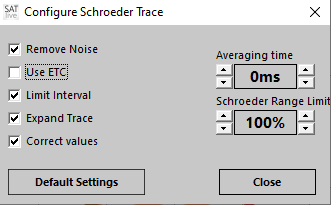 SAT
live
Configure Schroeder Trace
Remove Noise
Use ETC
Limit Interval
Expand Trace
Correct values
Averaging time
0ms
Schroeder Range Limit
100%
Default Settings
Close